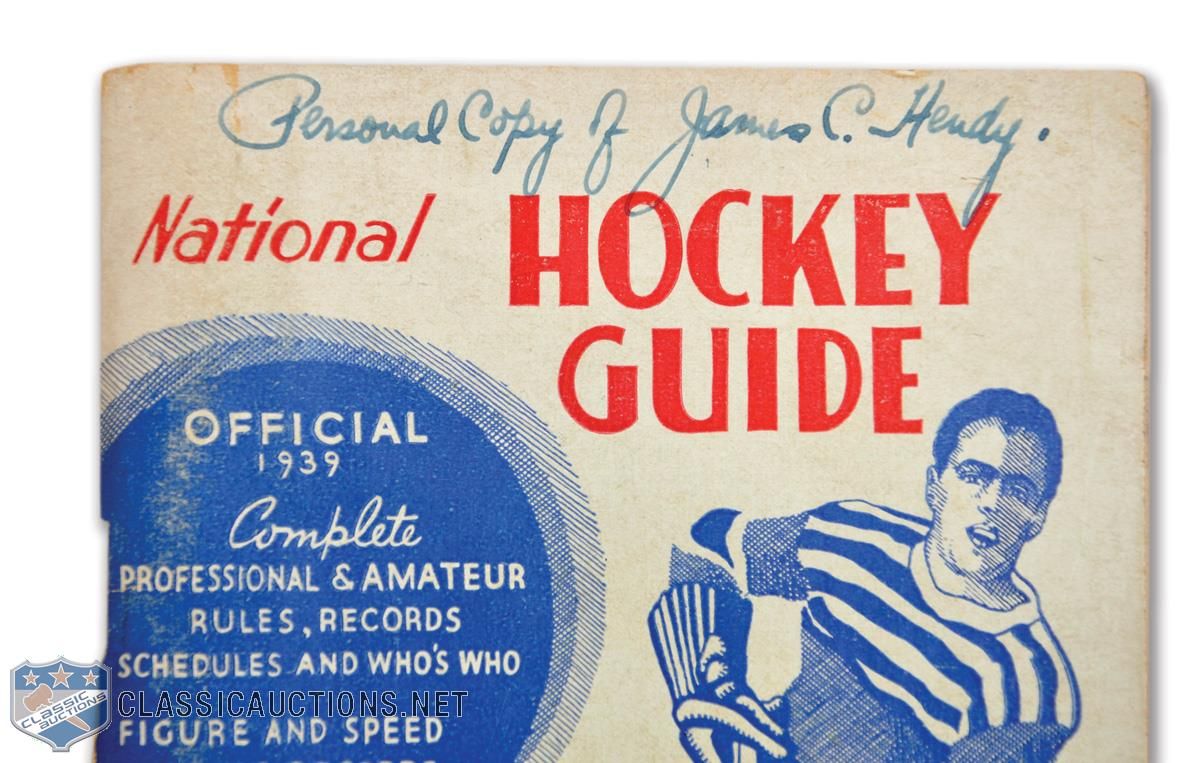 Personal Copy of James C. Hendy.
National HOCKEY
GUIDE
OFFICIAL
1939
Complete
PROFESSIONAL & AMATEUR
RULES, RECORDS
SCHEDULES AND WHO'S WHO
CLASSIC
AUCTIONS
CLASSICAUCTIONS.NET
FIGURE AND SPEED